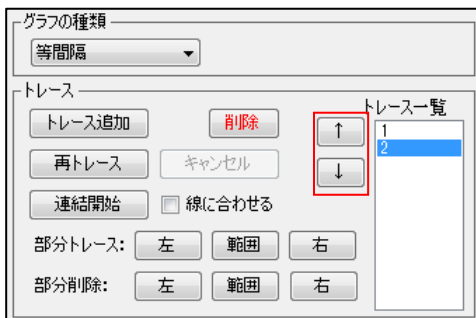 グラフの種類
等間隔
トレース
トレース追加 削除
再トレース キャンセル
連結開始 線に合わせる
部分トレース: 左 範囲 右
部分削除: 左 範囲 右
↑
↓
トレース一覧
1
2